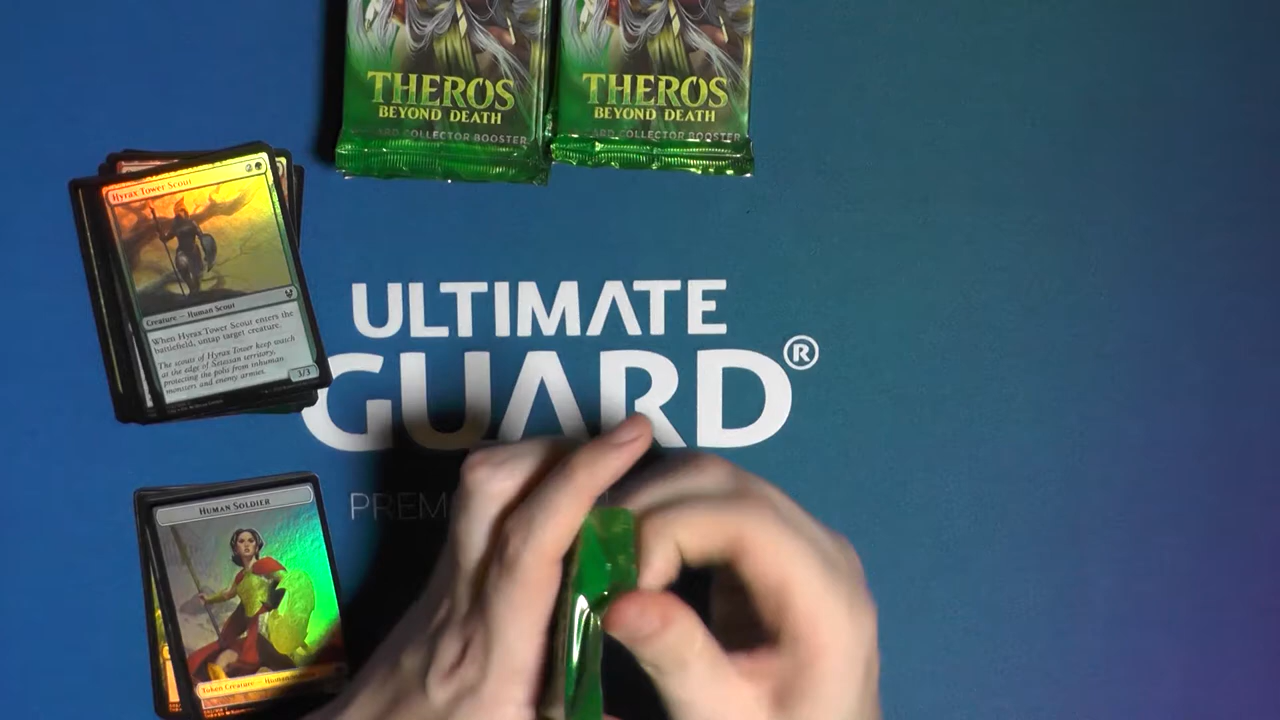 THEROS
BEYOND DEATH
ARD COLLECTOR BOOSTER
THEROS
BEYOND DEATH
ARD COLLECTOR BOOSTER
Hyrax Tower Scout
2
Creature — Human Scout
When Hyrax Tower Scout enters the
battlefield, untap target creature.
The scouts of Hyrax Tower keep watch
at the edge of Setessan territory,
protecting the polis from inhuman
monsters and enemy armies.
3/3
ULTIMATE
GUARD®
PREM
HUMAN SOLDIER
Token Creature — Human